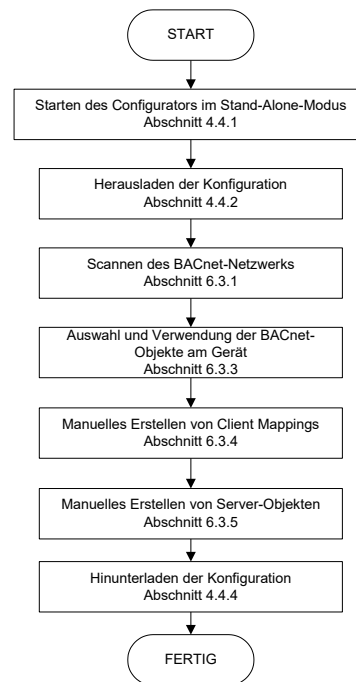 START
Starten des Configurators im Stand-Alone-Modus
Abschnitt 4.4.1
Herausladen der Konfiguration
Abschnitt 4.4.2
Scannen des BACnet-Netzwerks
Abschnitt 6.3.1
Auswahl und Verwendung der BACnet-
Objekte am Gerät
Abschnitt 6.3.3
Manuelles Erstellen von Client Mappings
Abschnitt 6.3.4
Manuelles Erstellen von Server-Objekten
Abschnitt 6.3.5
Hinunterladen der Konfiguration
Abschnitt 4.4.4
FERTIG